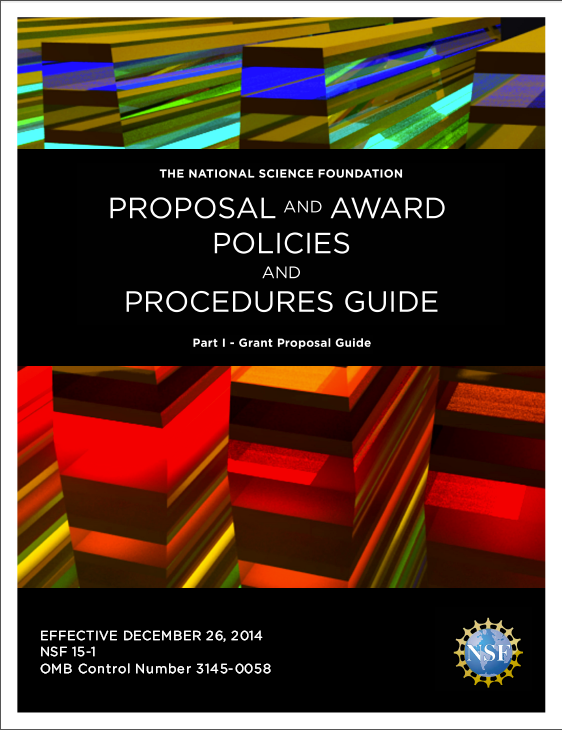 THE NATIONAL SCIENCE FOUNDATION
PROPOSAL AND AWARD
POLICIES
AND
PROCEDURES GUIDE
Part I - Grant Proposal Guide
EFFECTIVE DECEMBER 26, 2014
NSF 15-1
OMB Control Number 3145-0058
NSF